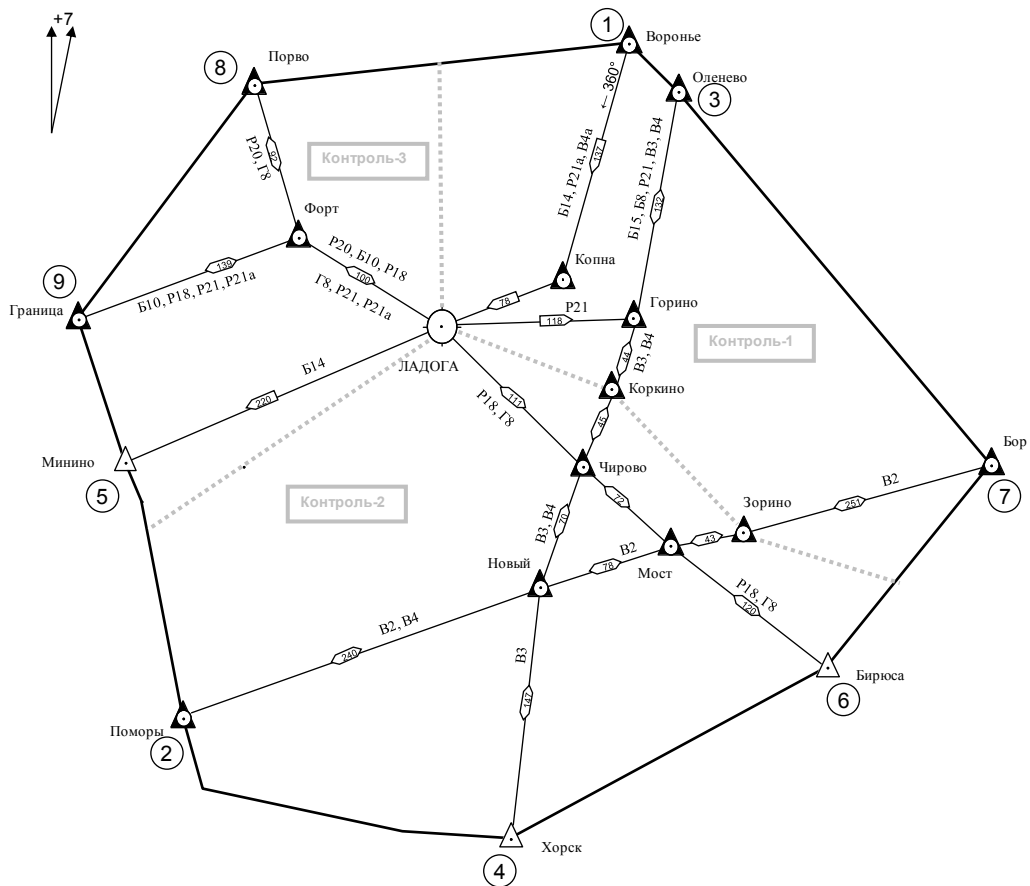 +7
1
Воронье
8
Порво
Оленево
3
← 360°
Р20, Г8
92
Контроль-3
Б14, Р21а, В4а
137
Б15, Б8, Р21, В3, В4
132
Форт
Р20, Б10, Р18
100
Г8, Р21, Р21а
139
Б10, Р18, Р21, Р21а
9
Граница
Копна
78
Р21
118
Горино
ЛАДОГА
Контроль-1
44
В3, В4
Коркино
Б14
220
111
Р18, Г8
45
Минино
5
Чирово
Бор
7
В2
251
Контроль-2
72
Зорино
70
В3, В4
43
Новый
В2
78
Мост
Р18, Г8
120
В2, В4
240
В3
147
Бирюса
6
Поморы
2
Хорск
4